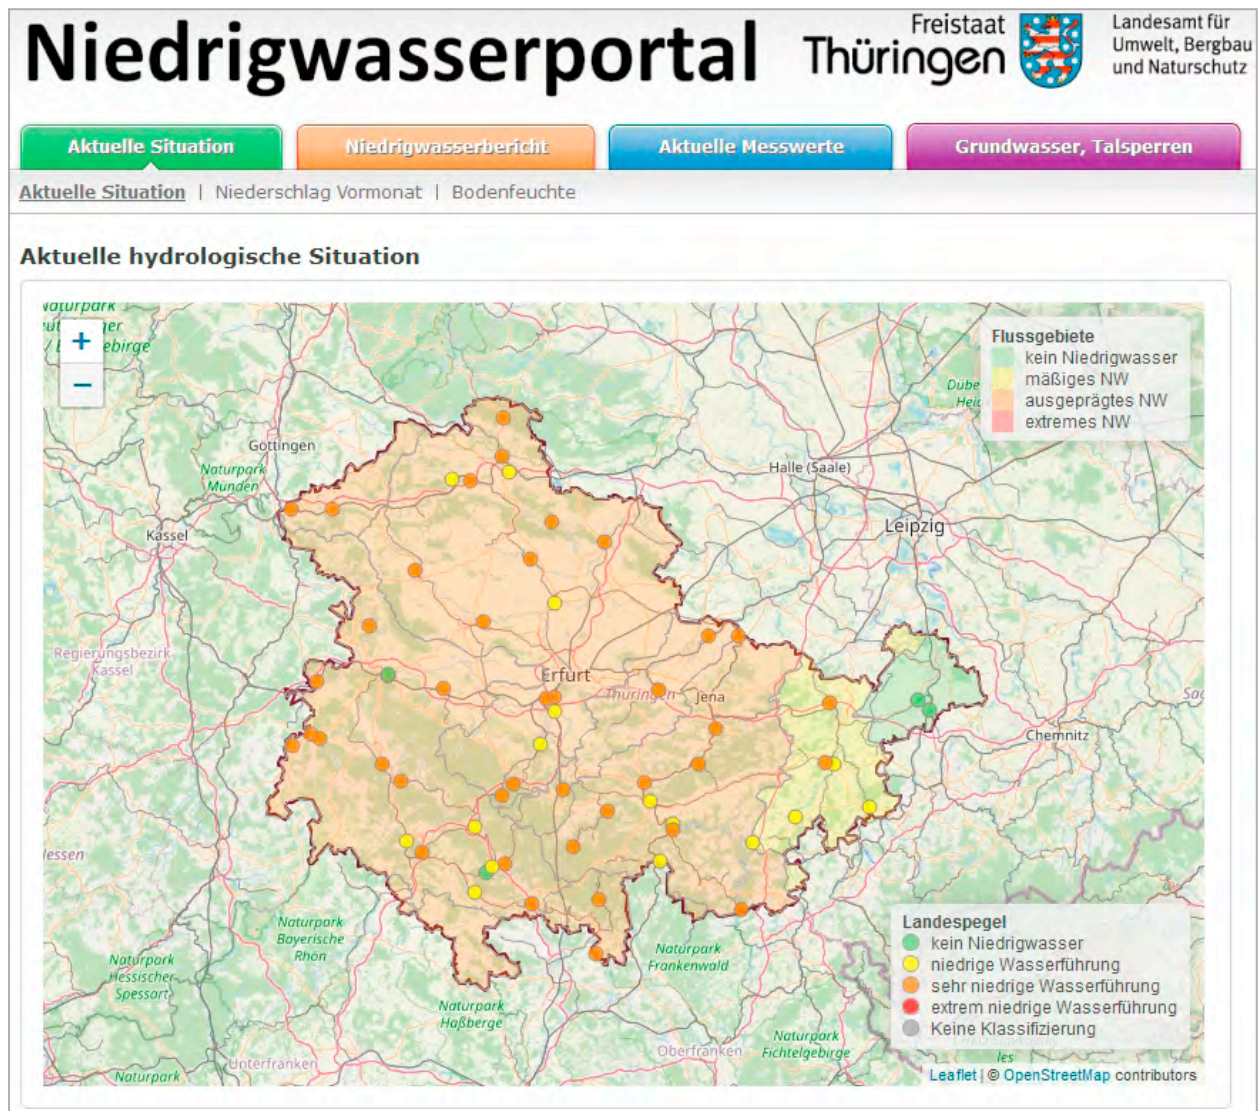 Niedrigwasserportal
Freistaat
Thüringen
Landesamt für
Umwelt, Bergbau
und Naturschutz
Aktuelle Situation
Niedrigwasserbericht
Aktuelle Messwerte
Grundwasser, Talsperren
Aktuelle Situation | Niederschlag Vormonat | Bodenfeuchte
Aktuelle hydrologische Situation
+
−
Flussgebiete
kein Niedrigwasser
mäßiges NW
ausgeprägtes NW
extremes NW
Göttingen
Naturpark
Münden
Kassel
Halle (Saale)
Leipzig
Regierungsbezirk
Kassel
Erfurt
Thüringen
Jena
Chemnitz
Naturpark
Bayerische
Rhön
Naturpark
Hessischer
Spessart
Naturpark
Haßberge
Naturpark
Frankenwald
Unterfranken
Oberfranken
Naturpark
Fichtelgebirge
Naturpark
Landespegel
kein Niedrigwasser
niedrige Wasserführung
sehr niedrige Wasserführung
extrem niedrige Wasserführung
Keine Klassifizierung
Leaflet | © OpenStreetMap contributors